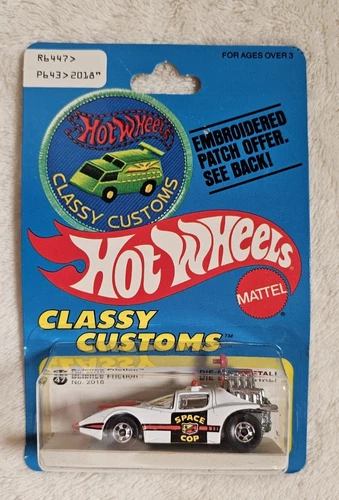 R6447>
P643>2018"
FOR AGES OVER 3
Hot Wheels
CLASSY CUSTOMS
EMBROIDERED
PATCH OFFER.
SEE BACK!
HOT WHEELS
MATTEL
CLASSY
CUSTOMS™
No. 2018
SPACE
COP